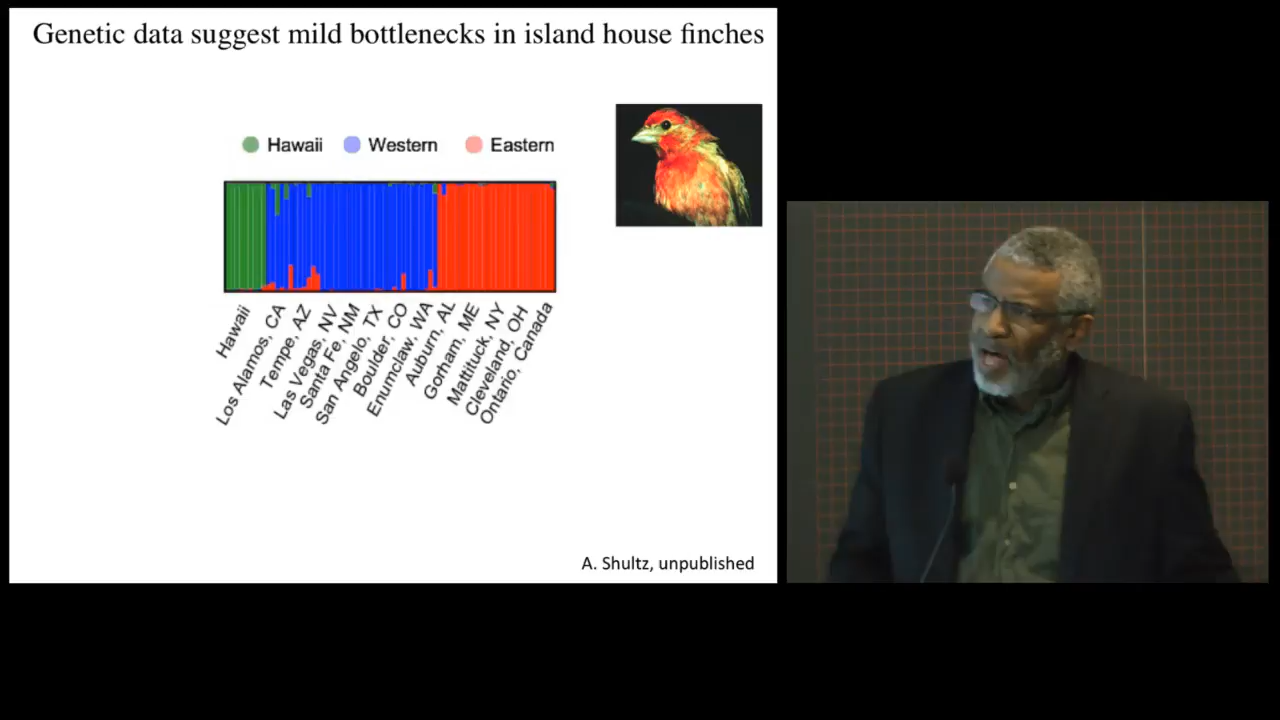 Genetic data suggest mild bottlenecks in island house finches
Hawaii Western Eastern
Hawaii
Los Alamos, CA
Tempe, AZ
Las Vegas, NV
Santa Fe, NM
San Angelo, TX
Boulder, CO
Enumclaw, WA
Auburn, AL
Gorham, ME
Mattituck, NY
Cleveland, OH
Ontario, Canada
A. Shultz, unpublished